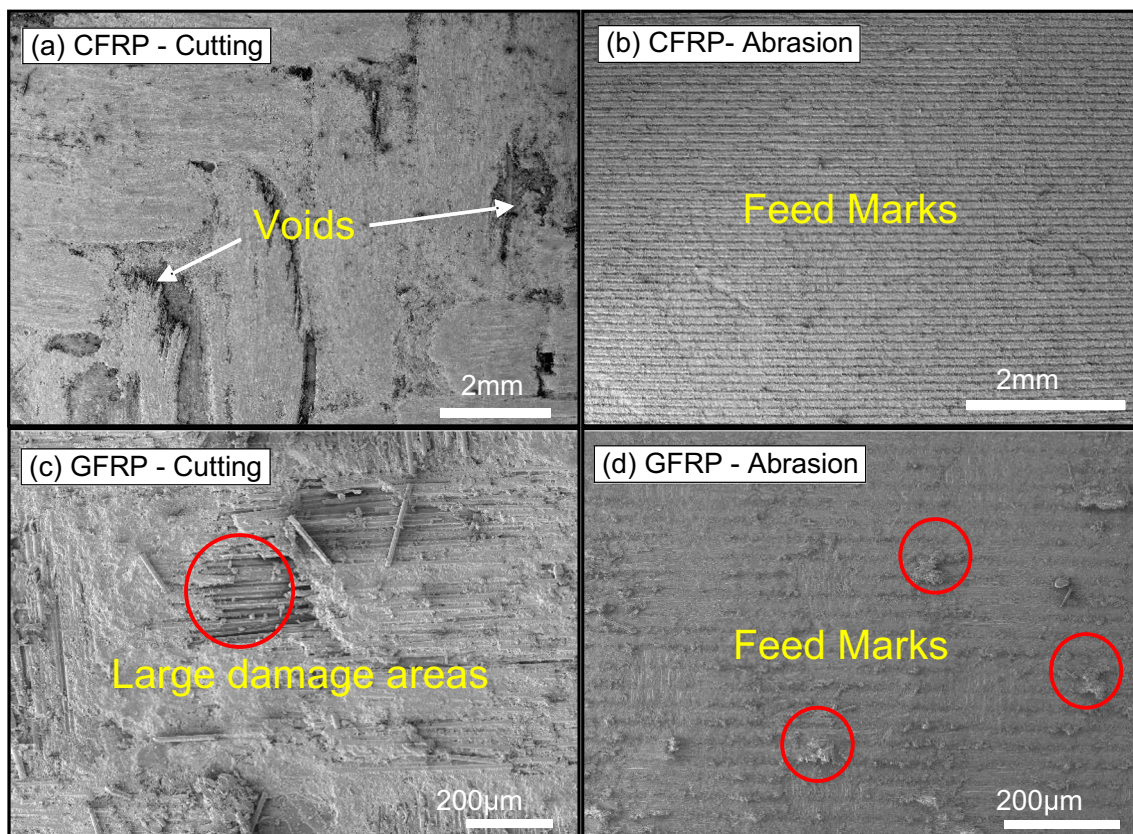 (a) CFRP - Cutting
Voids
2mm
(b) CFRP- Abrasion
Feed Marks
2mm
(c) GFRP - Cutting
Large damage areas
200µm
(d) GFRP - Abrasion
Feed Marks
200µm